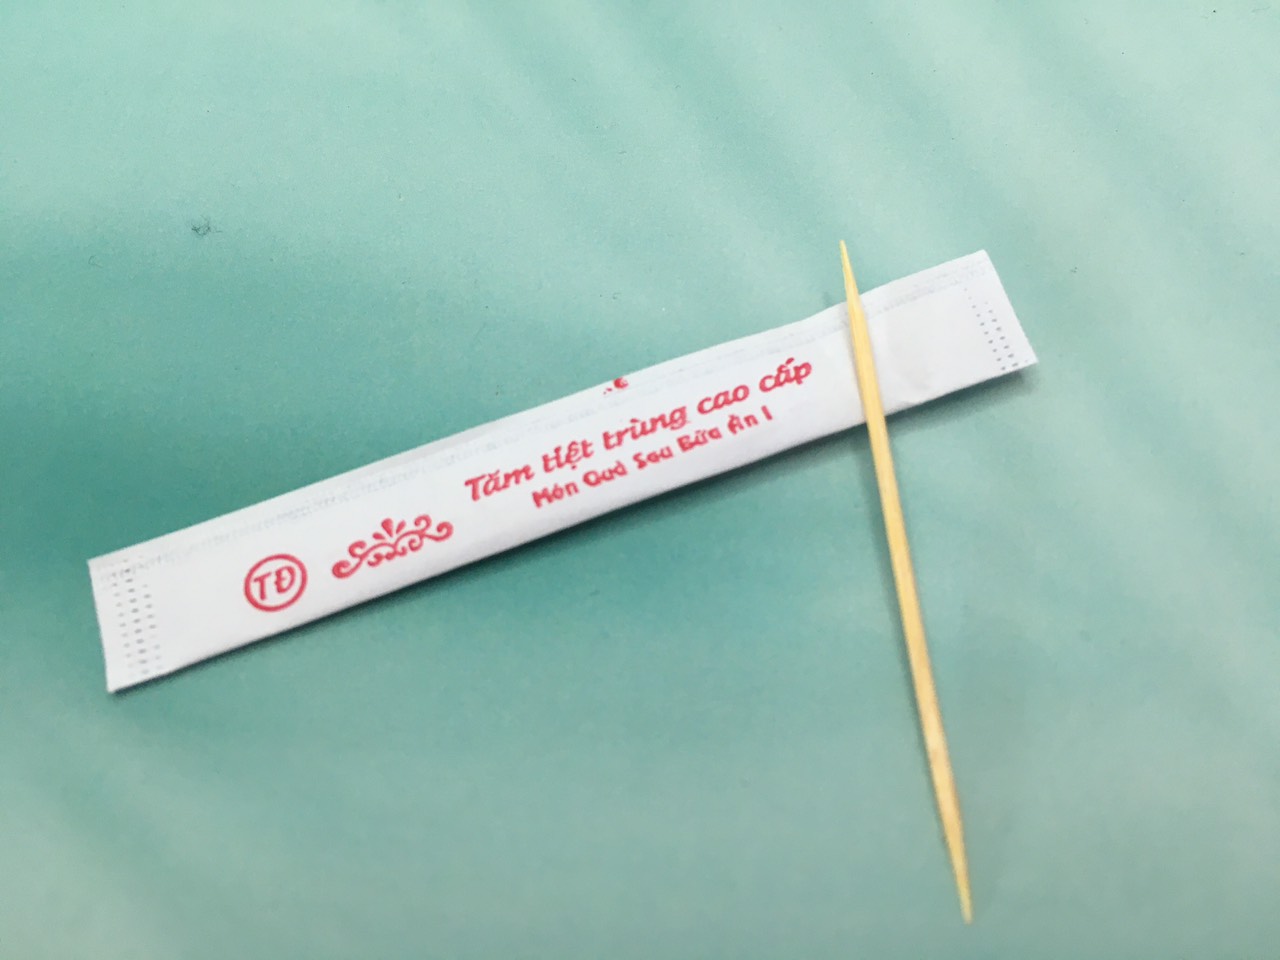 TĐ
Tăm tiệt trùng cao cấp
Món Quà Sau Bữa Ăn !